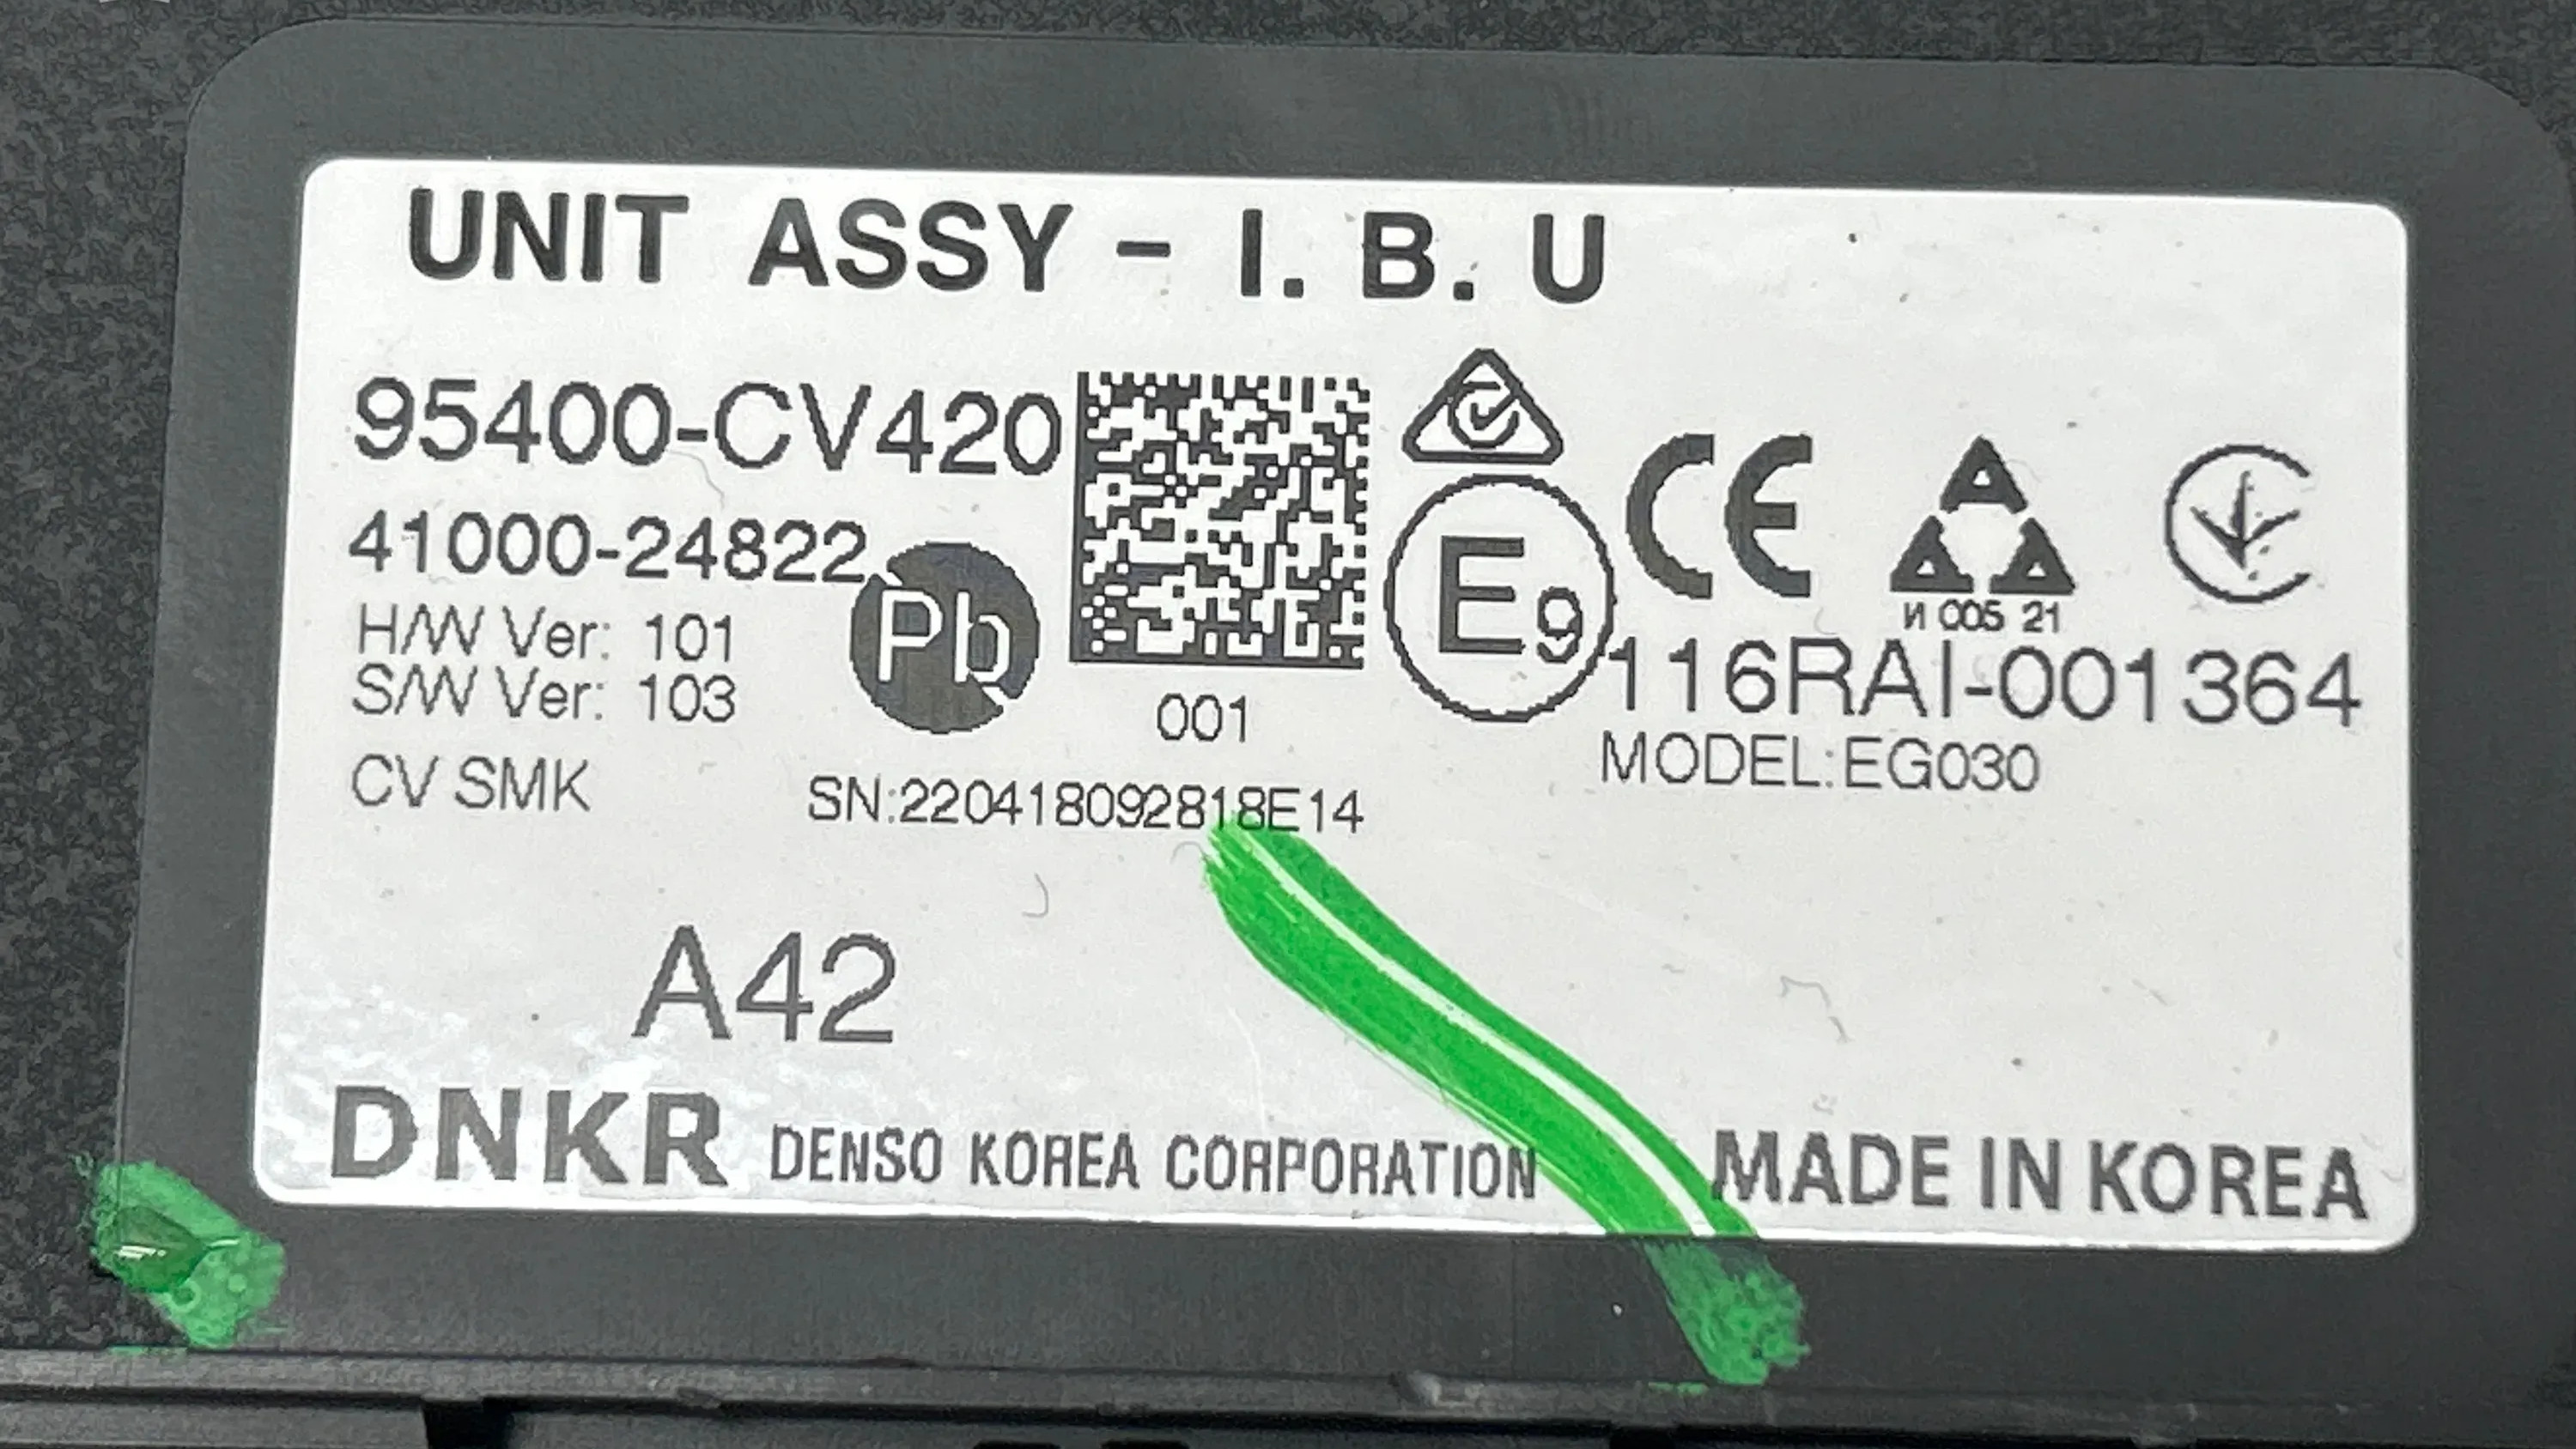 UNIT ASSY - I. B. U
95400-CV420
41000-24822
Pb
H/W Ver: 101
S/W Ver: 103
001
CV SMK
SN:220418092818E14
CE
И 005 21
E9
116RAI-001364
MODEL:EG030
A42
DNKR DENSO KOREA CORPORATION
MADE IN KOREA